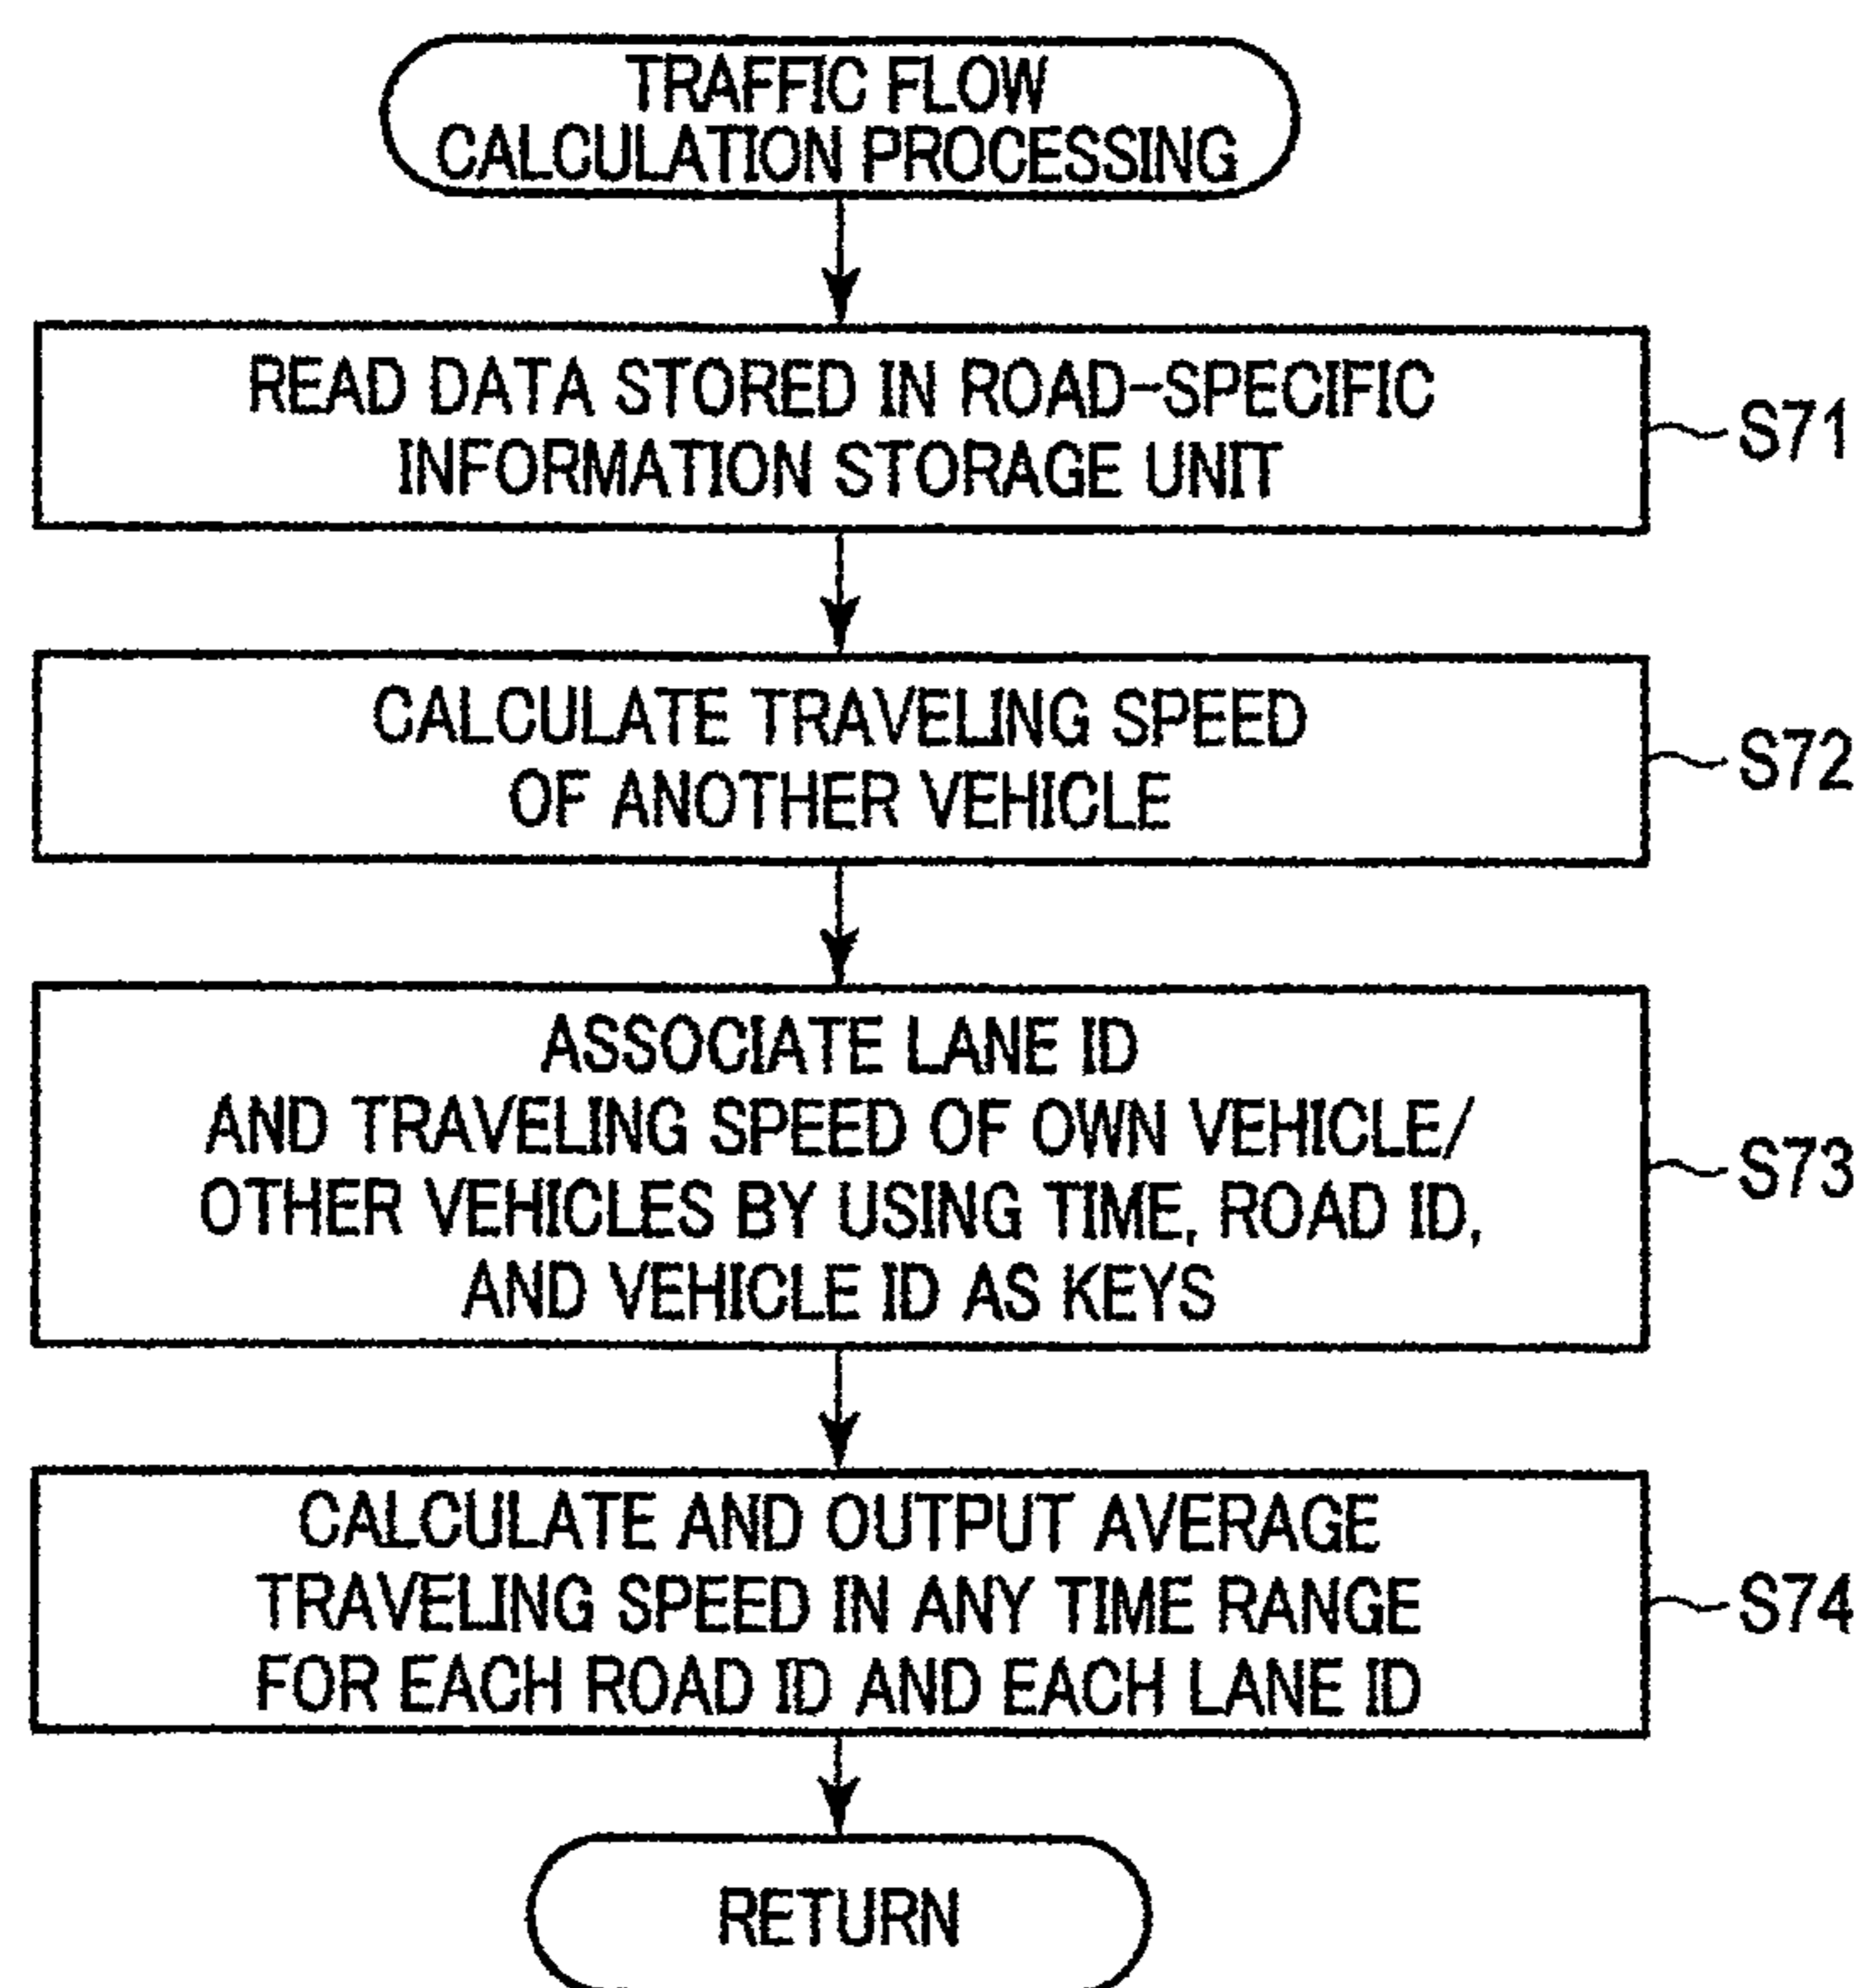 TRAFFIC FLOW
CALCULATION PROCESSING
READ DATA STORED IN ROAD-SPECIFIC
INFORMATION STORAGE UNIT
S71
CALCULATE TRAVELING SPEED
OF ANOTHER VEHICLE
S72
ASSOCIATE LANE ID
AND TRAVELING SPEED OF OWN VEHICLE/
OTHER VEHICLES BY USING TIME, ROAD ID,
AND VEHICLE ID AS KEYS
S73
CALCULATE AND OUTPUT AVERAGE
TRAVELING SPEED IN ANY TIME RANGE
FOR EACH ROAD ID AND EACH LANE ID
S74
RETURN